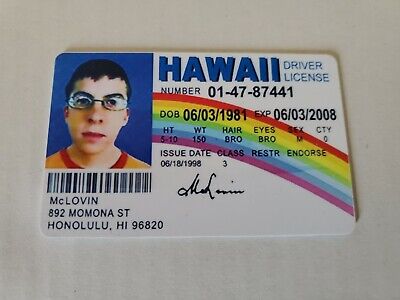 HAWAII DRIVER LICENSE
NUMBER 01-47-87441
DOB 06/03/1981 EXP 06/03/2008
HT WT HAIR EYES SEX CTY
5-10 150 BRO BRO M 0
ISSUE DATE CLASS RESTR ENDORSE
06/18/1998 3
McLovin
McLOVIN
892 MOMONA ST
HONOLULU, HI 96820